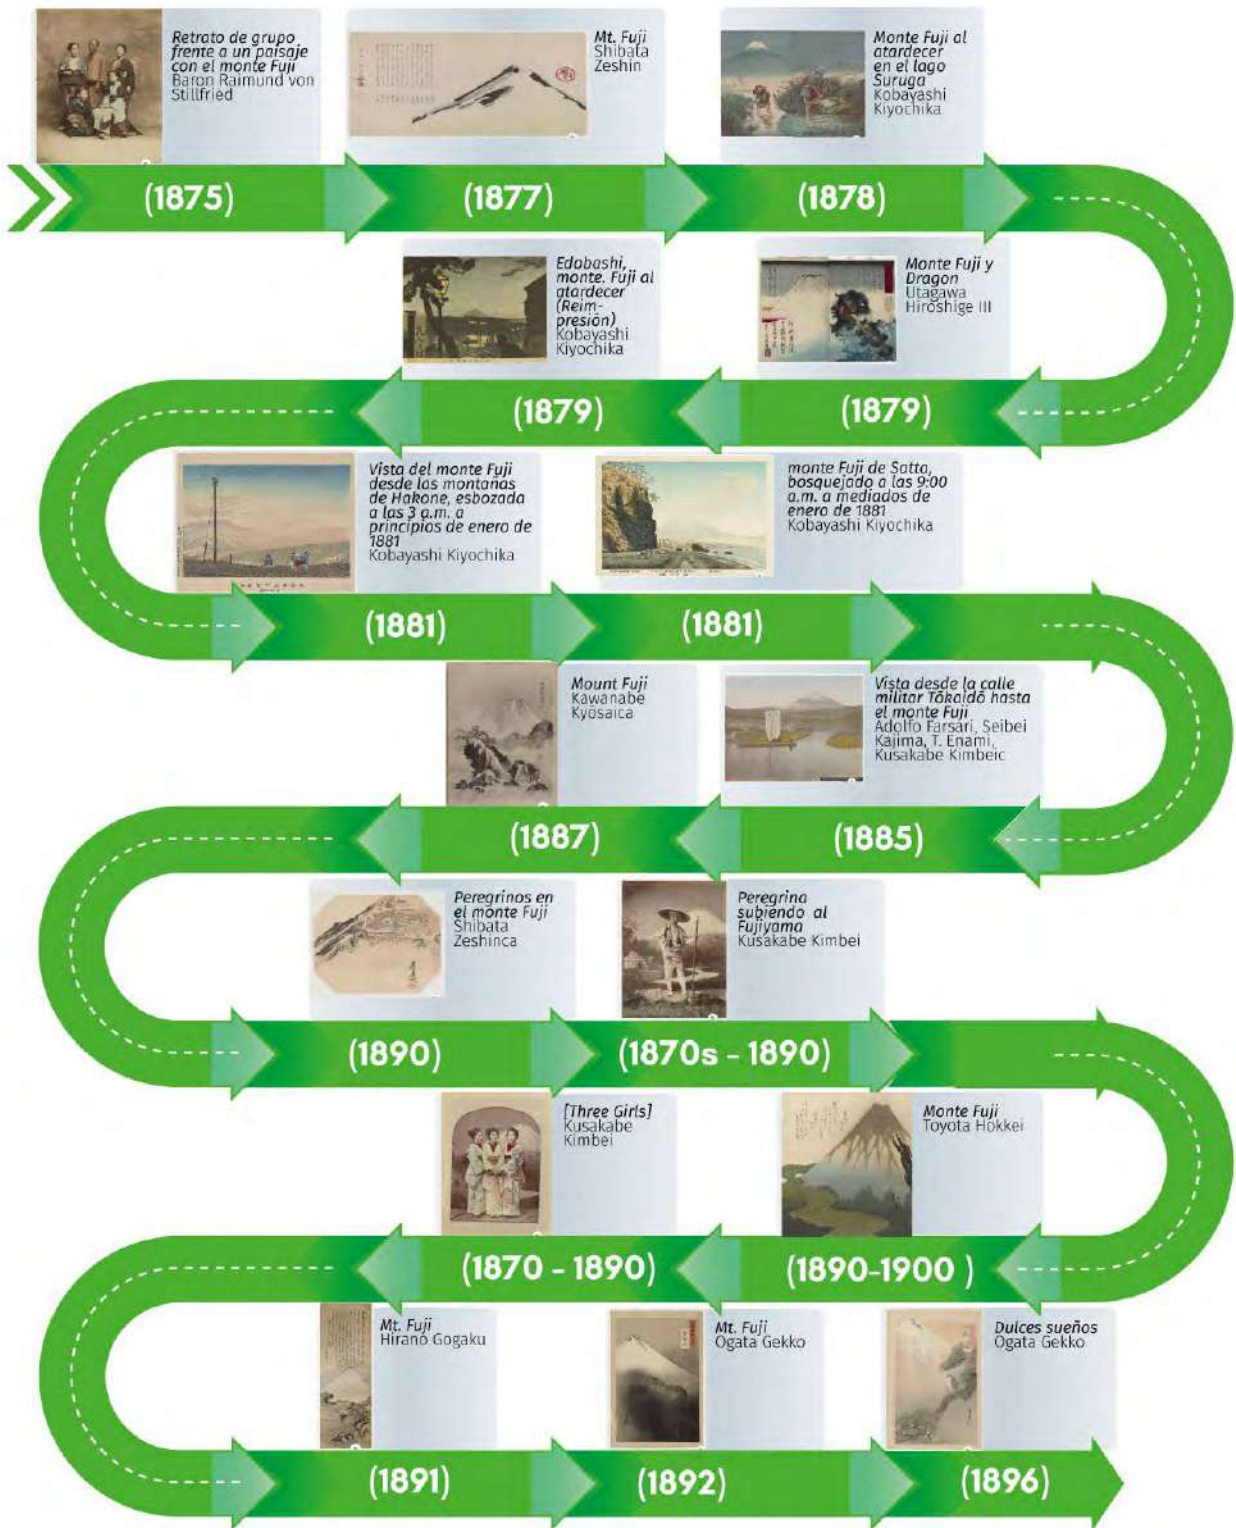 Retrato de grupo
frente a un paisaje
con el monte Fuji
Baron Raimund von
Stillfried
Mt. Fuji
Shibata
Zeshin
Monte Fuji al
atardecer
en el lago
Suruga
Kobayashi
Kiyochika
(1875)
(1877)
(1878)
Monte Fuji y
Dragon
Utagawa
Hiroshige III
Edobashi,
monte. Fuji al
atardecer
(Reim-
presión)
Kobayashi
Kiyochika
(1879)
(1879)
Vista del monte Fuji
desde las montañas
de Hakone, esbozada
a las 3 a.m. a
principios de enero de
1881
Kobayashi Kiyochika
monte Fuji de Satta,
bosquejado a las 9:00
a.m. a mediados de
enero de 1881
Kobayashi Kiyochika
(1881)
(1881)
Vista desde la calle
militar Tōkaidō hasta
el monte Fuji
Adolfo Farsari, Seibei
Kajima, T. Enami,
Kusakabe Kimbeic
Mount Fuji
Kawanabe
Kyōsaica
(1885)
(1887)
Peregrinos en
el monte Fuji
Shibata
Zeshinca
Peregrino
subiendo al
Fujiyama
Kusakabe Kimbei
(1890)
(1870s - 1890)
Monte Fuji
Toyota Hokkei
[Three Girls]
Kusakabe
Kimbei
(1890-1900 )
(1870 - 1890)
Mt. Fuji
Hirano Gogaku
Mt. Fuji
Ogata Gekko
Dulces sueños
Ogata Gekko
(1891)
(1892)
(1896)